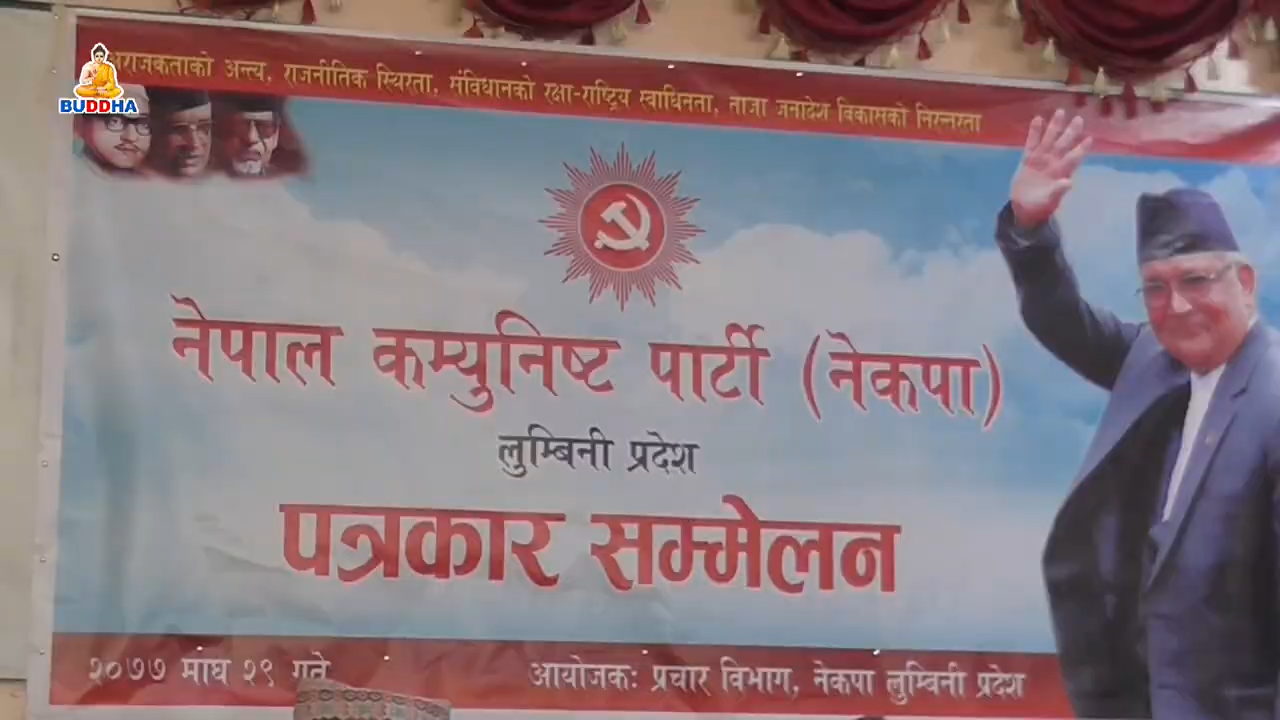 अराजकताको अन्त्य, राजनीतिक स्थिरता, संविधानको रक्षा-राष्ट्रिय स्वाधिनता, ताजा जनादेश विकासको निरन्तरता
BUDDHA
नेपाल कम्युनिष्ट पार्टी (नेकपा)
लुम्बिनी प्रदेश
पत्रकार सम्मेलन
२०७७ माघ २९ गते
आयोजकः प्रचार विभाग, नेकपा लुम्बिनी प्रदेश